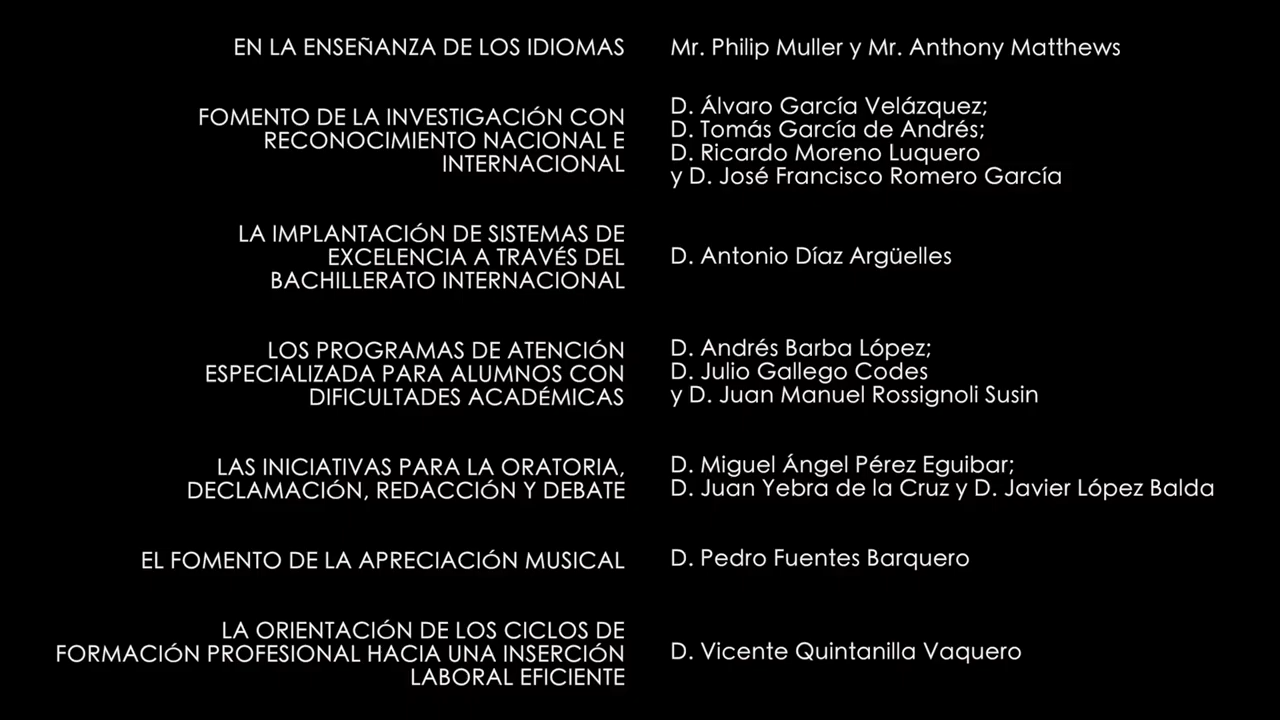 EN LA ENSEÑANZA DE LOS IDIOMAS
Mr. Philip Muller y Mr. Anthony Matthews
FOMENTO DE LA INVESTIGACIÓN CON
RECONOCIMIENTO NACIONAL E
INTERNACIONAL
D. Álvaro García Velázquez;
D. Tomás García de Andrés;
D. Ricardo Moreno Luquero
y D. José Francisco Romero García
LA IMPLANTACIÓN DE SISTEMAS DE
EXCELENCIA A TRAVÉS DEL
BACHILLERATO INTERNACIONAL
D. Antonio Díaz Argüelles
LOS PROGRAMAS DE ATENCIÓN
ESPECIALIZADA PARA ALUMNOS CON
DIFICULTADES ACADÉMICAS
D. Andrés Barba López;
D. Julio Gallego Codes
y D. Juan Manuel Rossignoli Susin
LAS INICIATIVAS PARA LA ORATORIA,
DECLAMACIÓN, REDACCIÓN Y DEBATE
D. Miguel Ángel Pérez Eguibar;
D. Juan Yebra de la Cruz y D. Javier López Balda
EL FOMENTO DE LA APRECIACIÓN MUSICAL
D. Pedro Fuentes Barquero
LA ORIENTACIÓN DE LOS CICLOS DE
FORMACIÓN PROFESIONAL HACIA UNA INSERCIÓN
LABORAL EFICIENTE
D. Vicente Quintanilla Vaquero